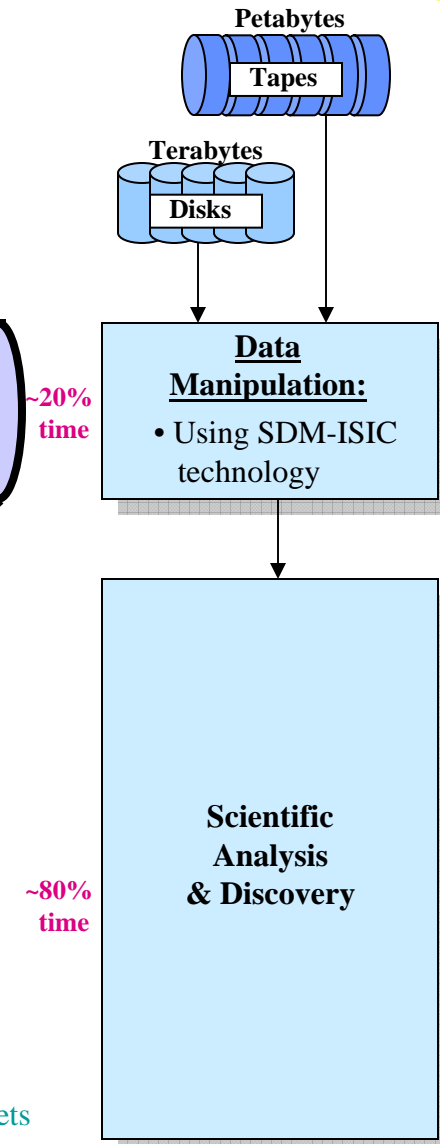 Petabytes
Tapes
Terabytes
Disks
Data
Manipulation:
~20%
time
• Using SDM-ISIC
technology
Scientific
Analysis
& Discovery
~80%
time
ets